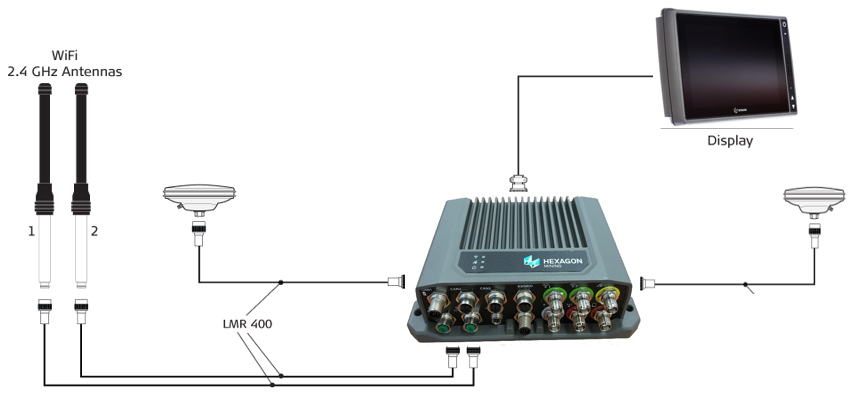 WiFi
2.4 GHz Antennas
Display
1
2
HEXAGON
MINING
LMR 400